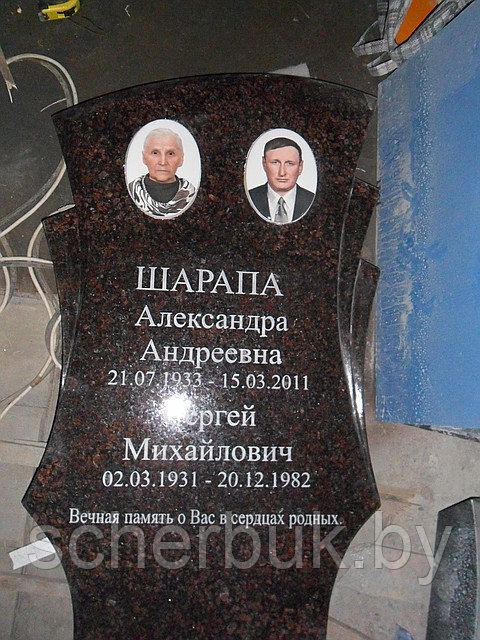 ШАРАПА
Александра
Андреевна
21.07.1933 - 15.03.2011
Михайлович
02.03.1931 - 20.12.1982
Вечная память о Вас в сердцах родных.
scherbuk.by